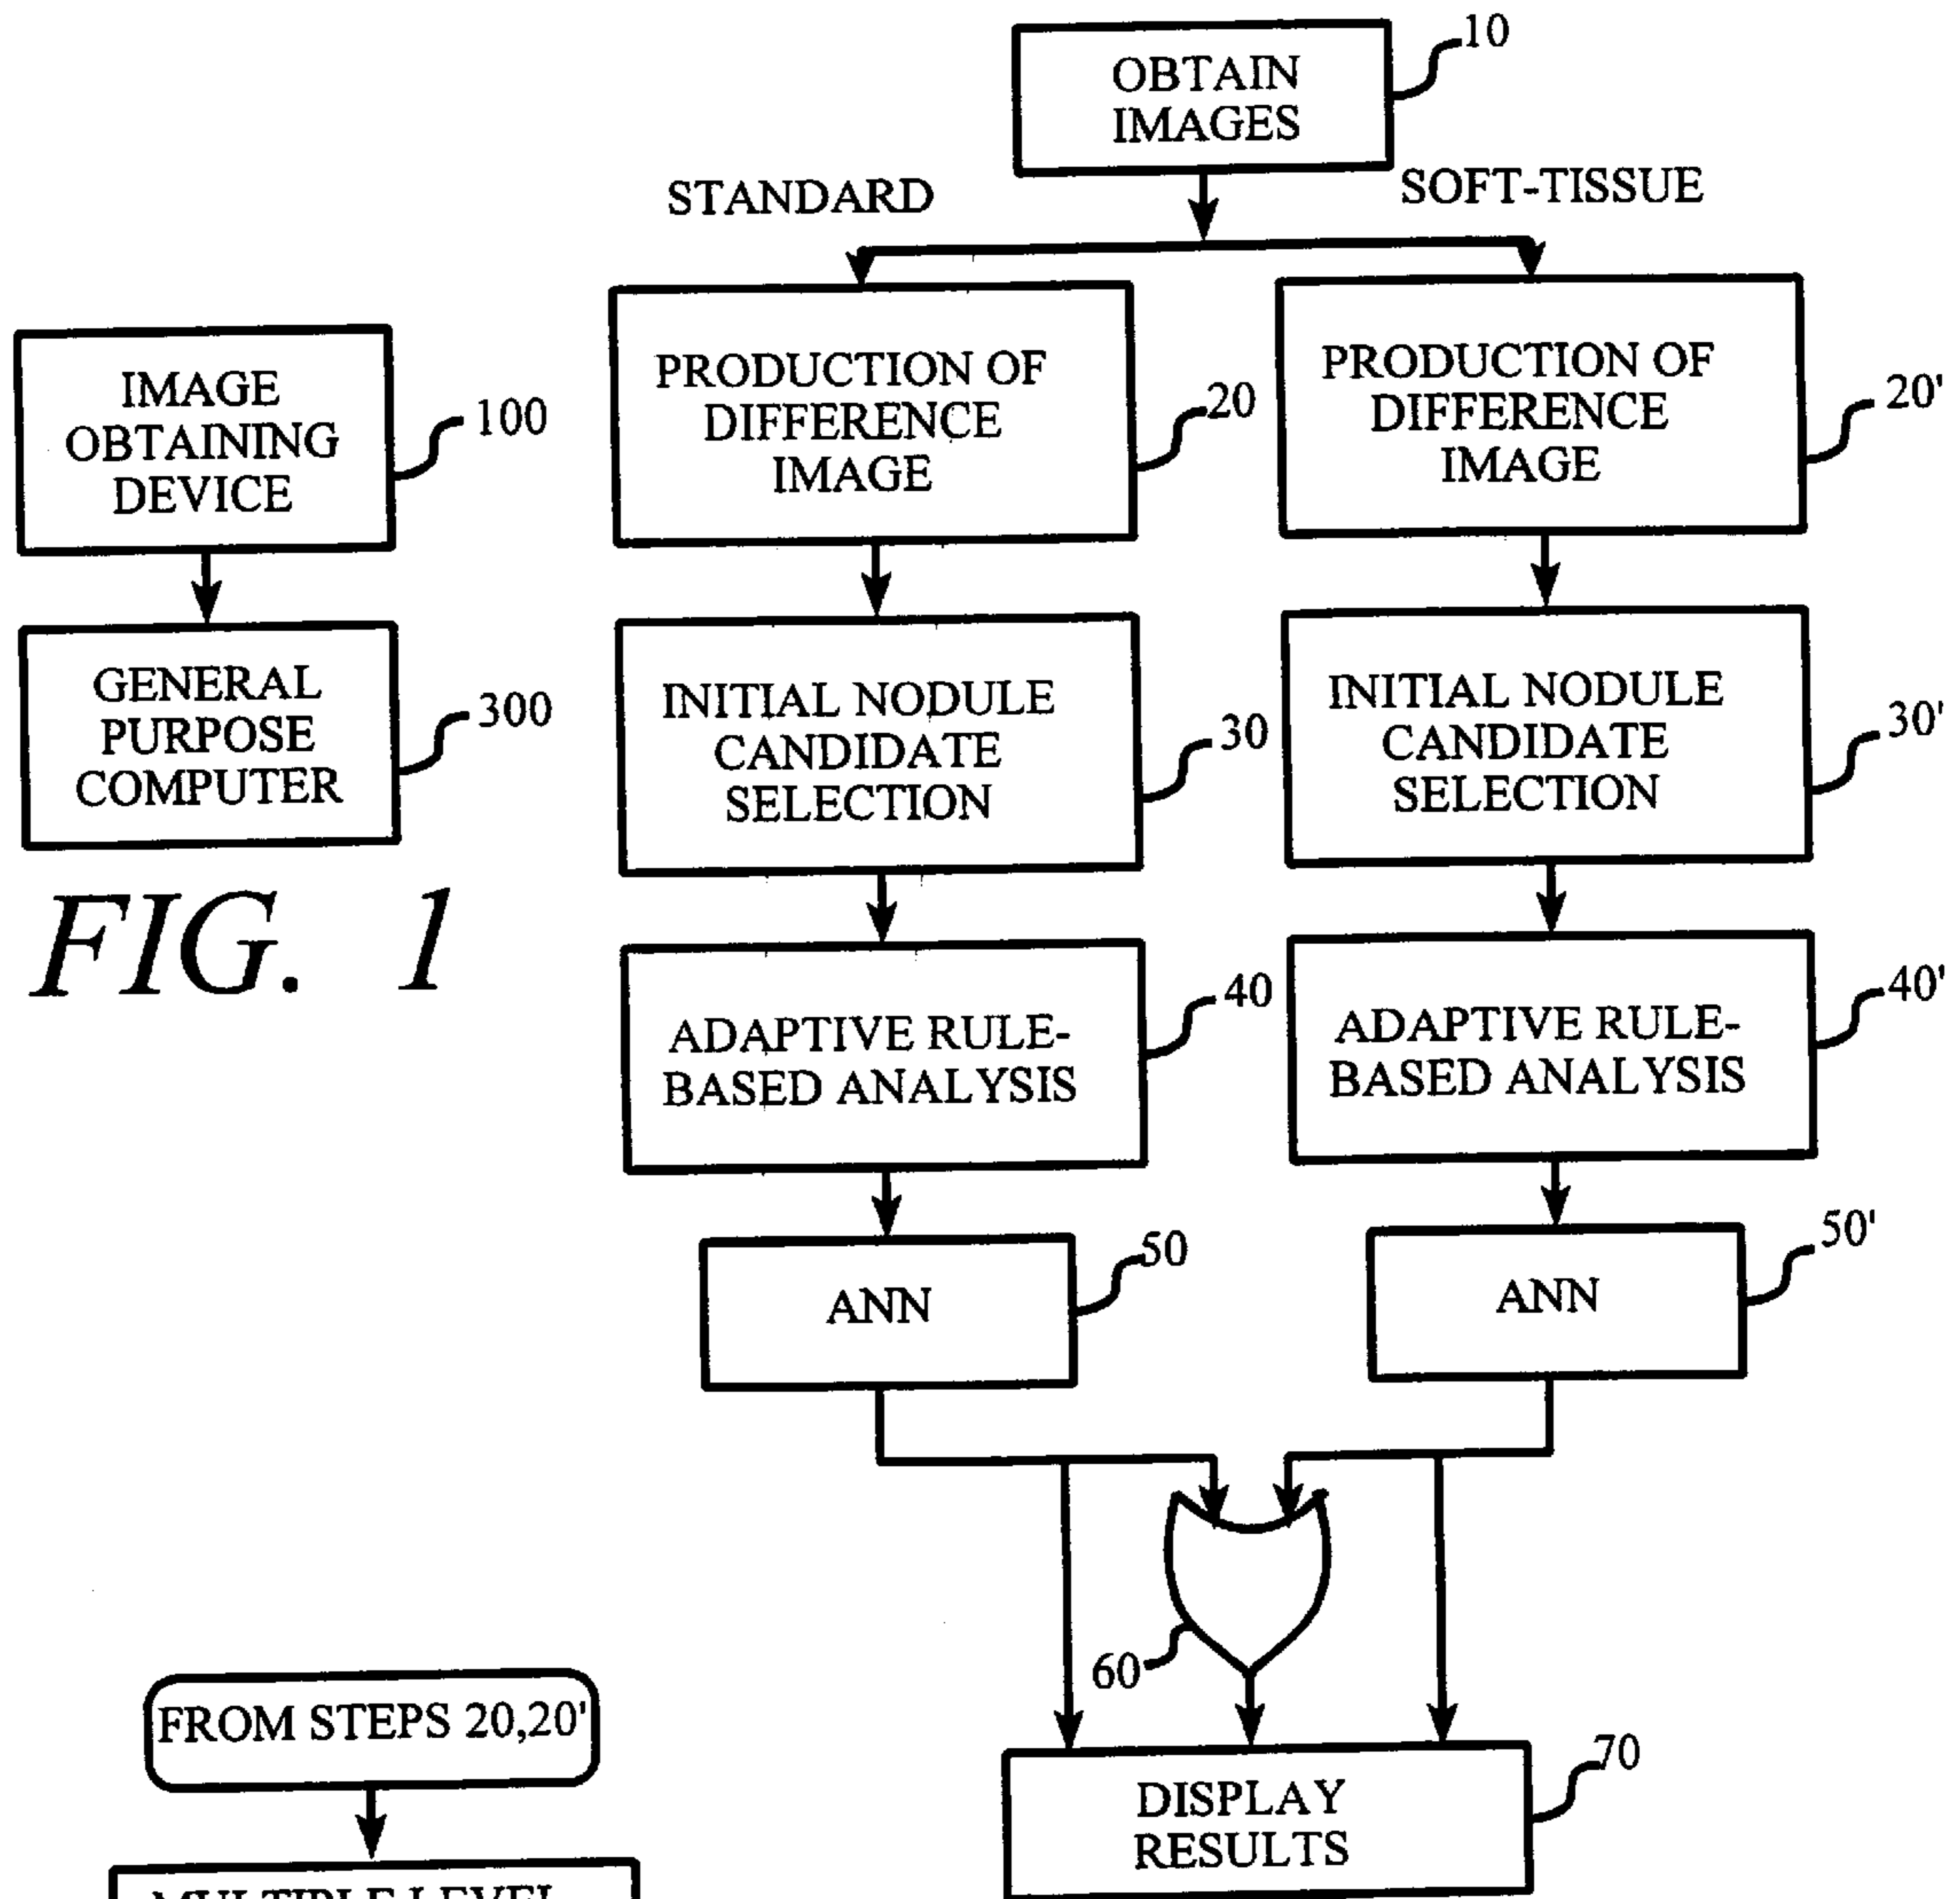 OBTAIN
IMAGES
10
STANDARD
SOFT-TISSUE
IMAGE
OBTAINING
DEVICE
100
GENERAL
PURPOSE
COMPUTER
300
FIG. 1
PRODUCTION OF
DIFFERENCE
IMAGE
20
PRODUCTION OF
DIFFERENCE
IMAGE
20'
INITIAL NODULE
CANDIDATE
SELECTION
30
INITIAL NODULE
CANDIDATE
SELECTION
30'
ADAPTIVE RULE-
BASED ANALYSIS
40
ADAPTIVE RULE-
BASED ANALYSIS
40'
ANN
50
ANN
50'
60
FROM STEPS 20,20'
MULTIPLE LEVEL
DISPLAY
RESULTS
70